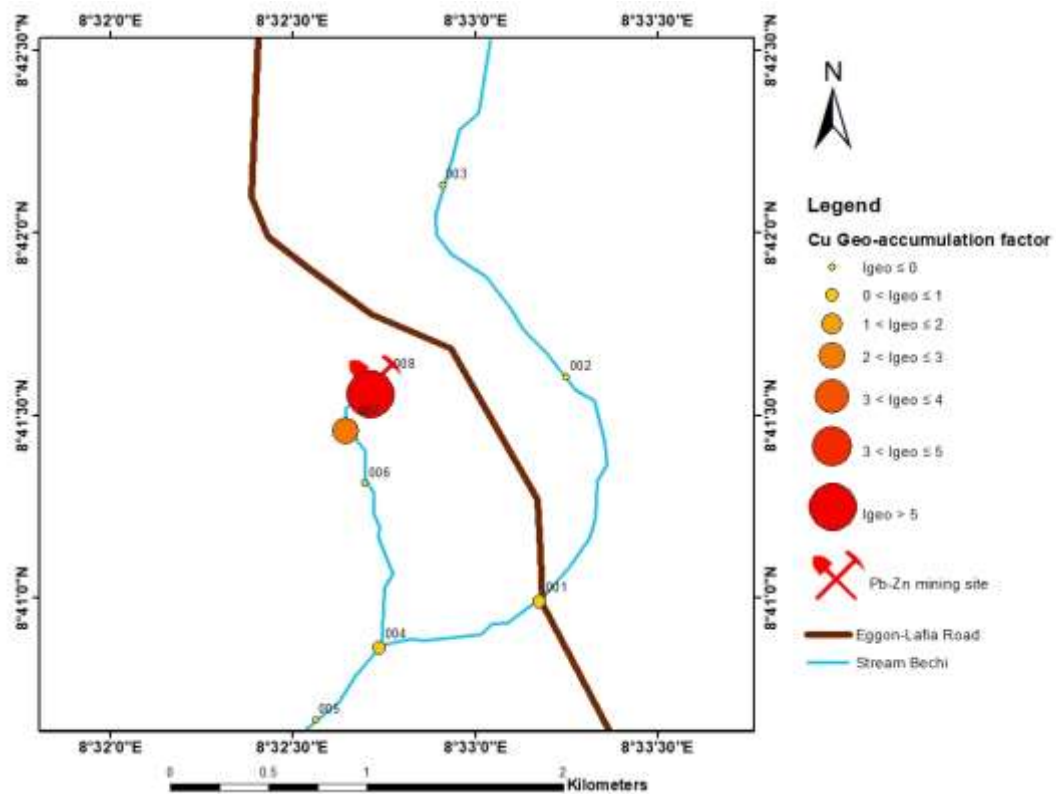 8°32'0"E 8°32'30"E 8°33'0"E 8°33'30"E
8°42'30"N 8°42'30"N
N
003
Legend
8°42'0"N 8°42'0"N
Cu Geo-accumulation factor
Igeo ≤ 0
0 < Igeo ≤ 1
1 < Igeo ≤ 2
2 < Igeo ≤ 3
3 < Igeo ≤ 4
3 < Igeo ≤ 5
Igeo > 5
Pb-Zn mining site
Eggon-Lafia Road
Stream Bechi
008
002
8°41'30"N 8°41'30"N
006
8°41'0"N 8°41'0"N
001
004
005
8°32'0"E 8°32'30"E 8°33'0"E 8°33'30"E
0 0.5 1 2
Kilometers